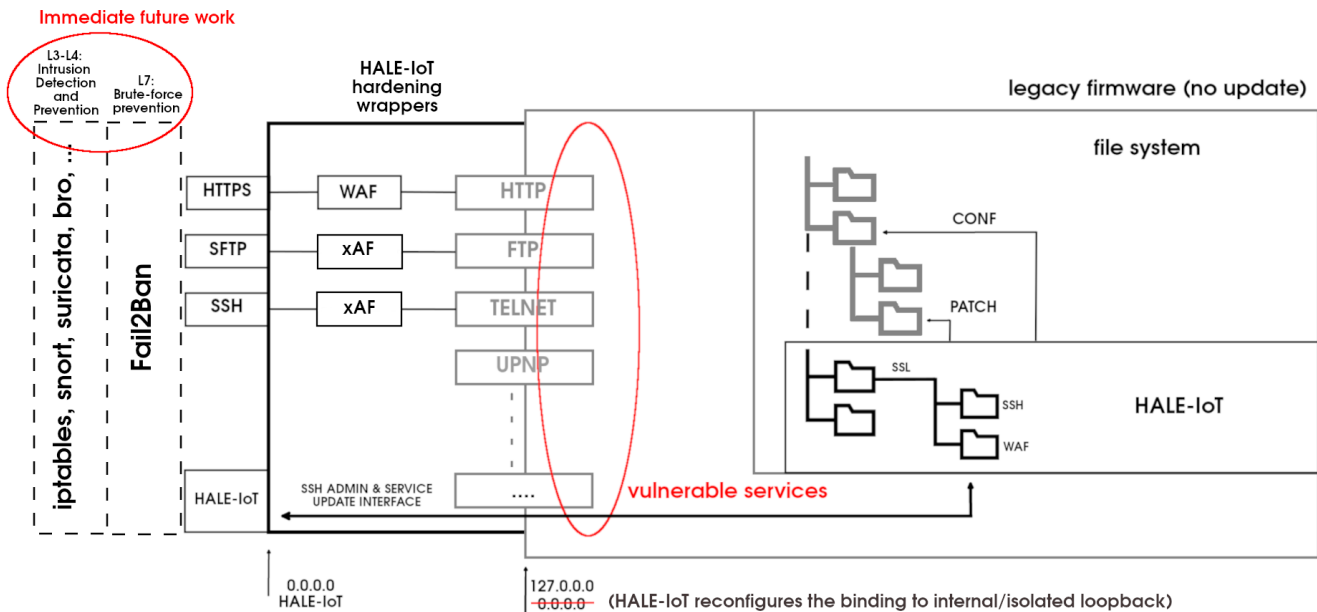 Immediate future work
L3-L4:
Intrusion
Detection
and
Prevention
L7:
Brute-force
prevention
iptables, snort, suricata, bro, ...
Fail2Ban
HALE-IoT
hardening
wrappers
HTTPS
WAF
HTTP
SFTP
xAF
FTP
SSH
xAF
TELNET
UPNP
HALE-IoT
SSH ADMIN & SERVICE
UPDATE INTERFACE
....
vulnerable services
legacy firmware (no update)
file system
CONF
PATCH
SSL
SSH
WAF
HALE-IoT
0.0.0.0
HALE-IoT
127.0.0.0
0.0.0.0
(HALE-IoT reconfigures the binding to internal/isolated loopback)